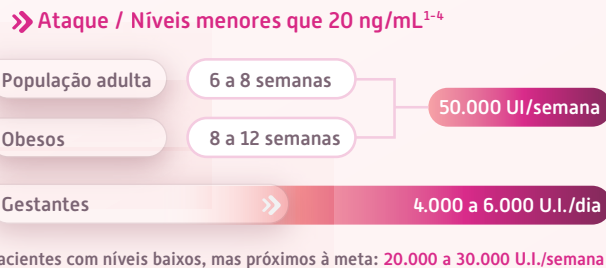 Ataque / Níveis menores que 20 ng/mL¹⁻⁴
População adulta
6 a 8 semanas
50.000 UI/semana
Obesos
8 a 12 semanas
Gestantes
4.000 a 6.000 U.I./dia
acientes com níveis baixos, mas próximos à meta: 20.000 a 30.000 U.I./semana